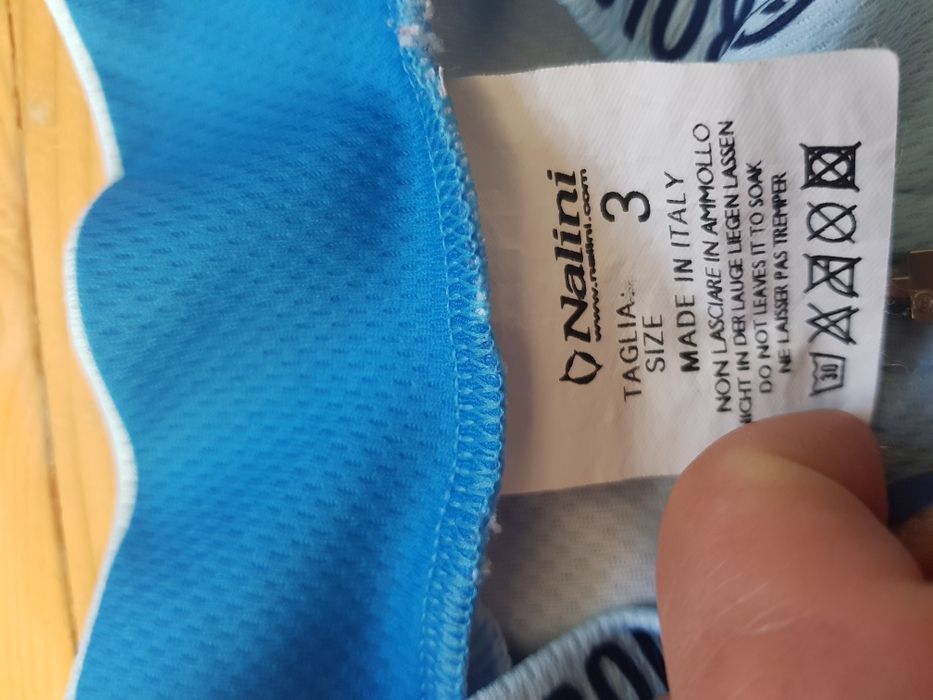 Nalini
www.nalini.com
TAGLIA: 3
SIZE
MADE IN ITALY
NON LASCIARE IN AMMOLLO
NICHT IN DER LAUGE LIEGEN LASSEN
DO NOT LEAVES IT TO SOAK
NE LAISSER PAS TREMPER
30